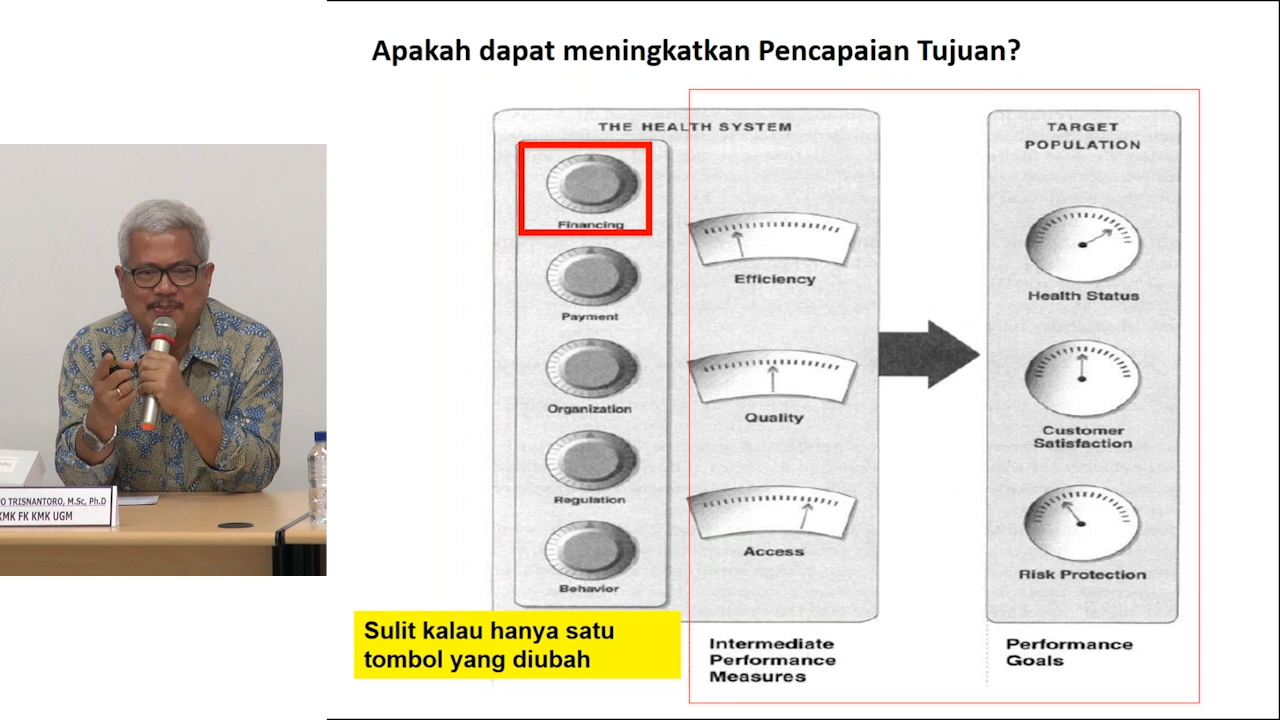 Apakah dapat meningkatkan Pencapaian Tujuan?
THE HEALTH SYSTEM
Financing
Payment
Organization
Regulation
Behavior
Efficiency
Quality
Access
Intermediate
Performance
Measures
TARGET
POPULATION
Health Status
Customer
Satisfaction
Risk Protection
Performance
Goals
Sulit kalau hanya satu
tombol yang diubah
O TRISNANTORO, M.Sc, Ph.D
KMK FK KMK UGM